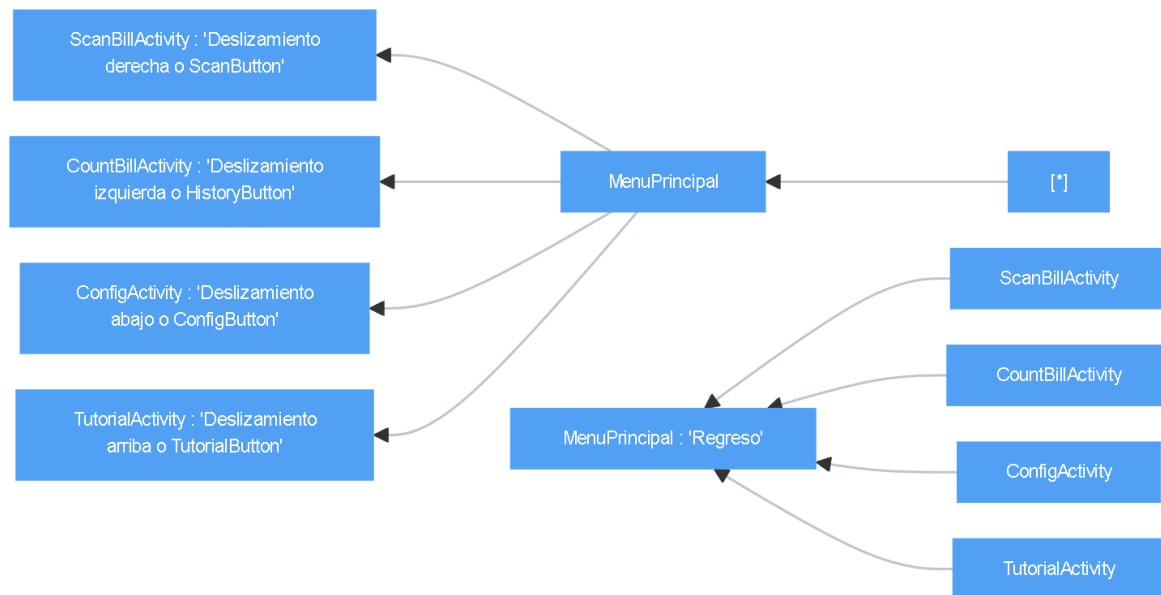 ScanBillActivity : 'Deslizamiento
derecha o ScanButton'
CountBillActivity : 'Deslizamiento
izquierda o HistoryButton'
ConfigActivity : 'Deslizamiento
abajo o ConfigButton'
TutorialActivity : 'Deslizamiento
arriba o TutorialButton'
MenuPrincipal
[*]
MenuPrincipal : 'Regreso'
ScanBillActivity
CountBillActivity
ConfigActivity
TutorialActivity